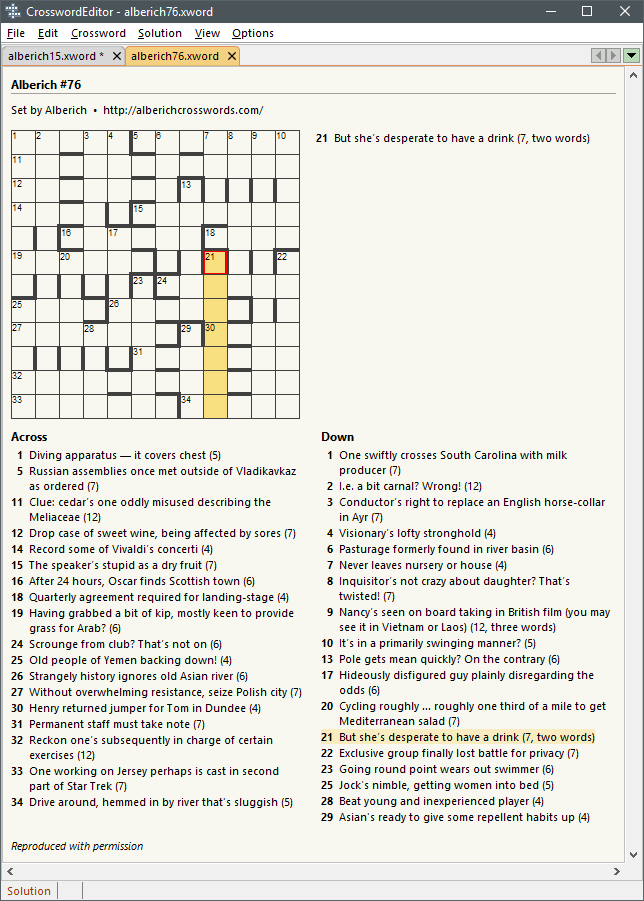 CrosswordEditor - alberich76.xword
File Edit Crossword Solution View Options
alberich15.xword * alberich76.xword
Alberich #76
Set by Alberich • http://alberichcrosswords.com/
21 But she's desperate to have a drink (7, two words)
1 2 3 4 5 6 7 8 9 10
11
12 13
14 15
16 17 18
19 20 21 22
23 24
25 26
27 28 29 30
31
32
33 34
Across
1 Diving apparatus — it covers chest (5)
5 Russian assemblies once met outside of Vladikavkaz
as ordered (7)
11 Clue: cedar's one oddly misused describing the
Meliaceae (12)
12 Drop case of sweet wine, being affected by sores (7)
14 Record some of Vivaldi's concerti (4)
15 The speaker's stupid as a dry fruit (7)
16 After 24 hours, Oscar finds Scottish town (6)
18 Quarterly agreement required for landing-stage (4)
19 Having grabbed a bit of kip, mostly keen to provide
grass for Arab? (6)
24 Scrounge from club? That's not on (6)
25 Old people of Yemen backing down! (4)
26 Strangely history ignores old Asian river (6)
27 Without overwhelming resistance, seize Polish city (7)
30 Henry returned jumper for Tom in Dundee (4)
31 Permanent staff must take note (7)
32 Reckon one's subsequently in charge of certain
exercises (12)
33 One working on Jersey perhaps is cast in second
part of Star Trek (7)
34 Drive around, hemmed in by river that's sluggish (5)
Down
1 One swiftly crosses South Carolina with milk
producer (7)
2 I.e. a bit carnal? Wrong! (12)
3 Conductor's right to replace an English horse-collar
in Ayr (7)
4 Visionary's lofty stronghold (4)
6 Pasturage formerly found in river basin (6)
7 Never leaves nursery or house (4)
8 Inquisitor's not crazy about daughter? That's
twisted! (7)
9 Nancy's seen on board taking in British film (you may
see it in Vietnam or Laos) (12, three words)
10 It's in a primarily swinging manner? (5)
13 Pole gets mean quickly? On the contrary (6)
17 Hideously disfigured guy plainly disregarding the
odds (6)
20 Cycling roughly ... roughly one third of a mile to get
Mediterranean salad (7)
21 But she's desperate to have a drink (7, two words)
22 Exclusive group finally lost battle for privacy (7)
23 Going round point wears out swimmer (6)
25 Jock's nimble, getting women into bed (5)
28 Beat young and inexperienced player (4)
29 Asian's ready to give some repellent habits up (4)
Reproduced with permission
Solution